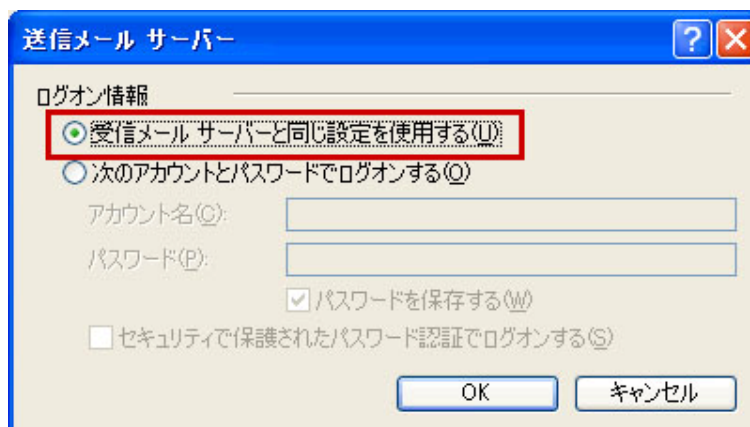 送信メール サーバー
ログオン情報
受信メール サーバーと同じ設定を使用する(U)
次のアカウントとパスワードでログオンする(O)
アカウント名(C):
パスワード(P):
パスワードを保存する(W)
セキュリティで保護されたパスワード認証でログオンする(S)
OK キャンセル